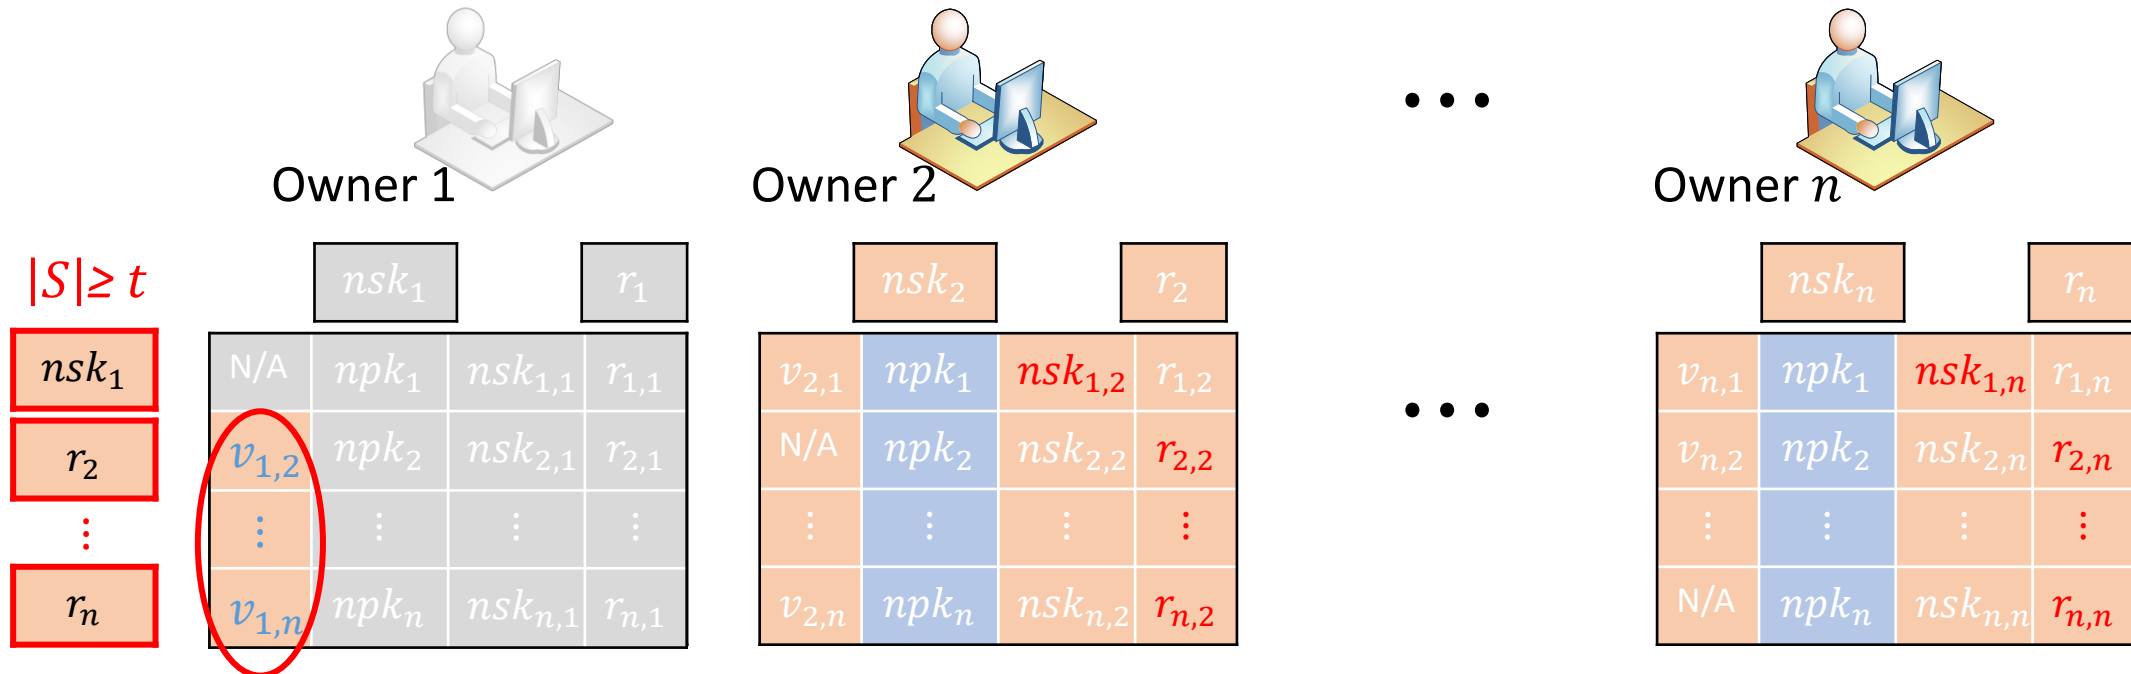 Owner 1 Owner 2 ⋯ Owner n
|S| ≥ t nsk₁ r₁ nsk₂ r₂ nskₙ rₙ
nsk₁ N/A npk₁ nsk₁,₁ r₁,₁ v₂,₁ npk₁ nsk₁,₂ r₁,₂ ⋯ vₙ,₁ npk₁ nsk₁,ₙ r₁,ₙ
r₂ v₁,₂ npk₂ nsk₂,₁ r₂,₁ N/A npk₂ nsk₂,₂ r₂,₂ vₙ,₂ npk₂ nsk₂,ₙ r₂,ₙ
⋮ ⋮ ⋮ ⋮ ⋮ ⋮ ⋮ ⋮ ⋮ ⋮ ⋮ ⋮ ⋮
rₙ v₁,ₙ npkₙ nskₙ,₁ rₙ,₁ v₂,ₙ npkₙ nskₙ,₂ rₙ,₂ N/A npkₙ nskₙ,ₙ rₙ,ₙ